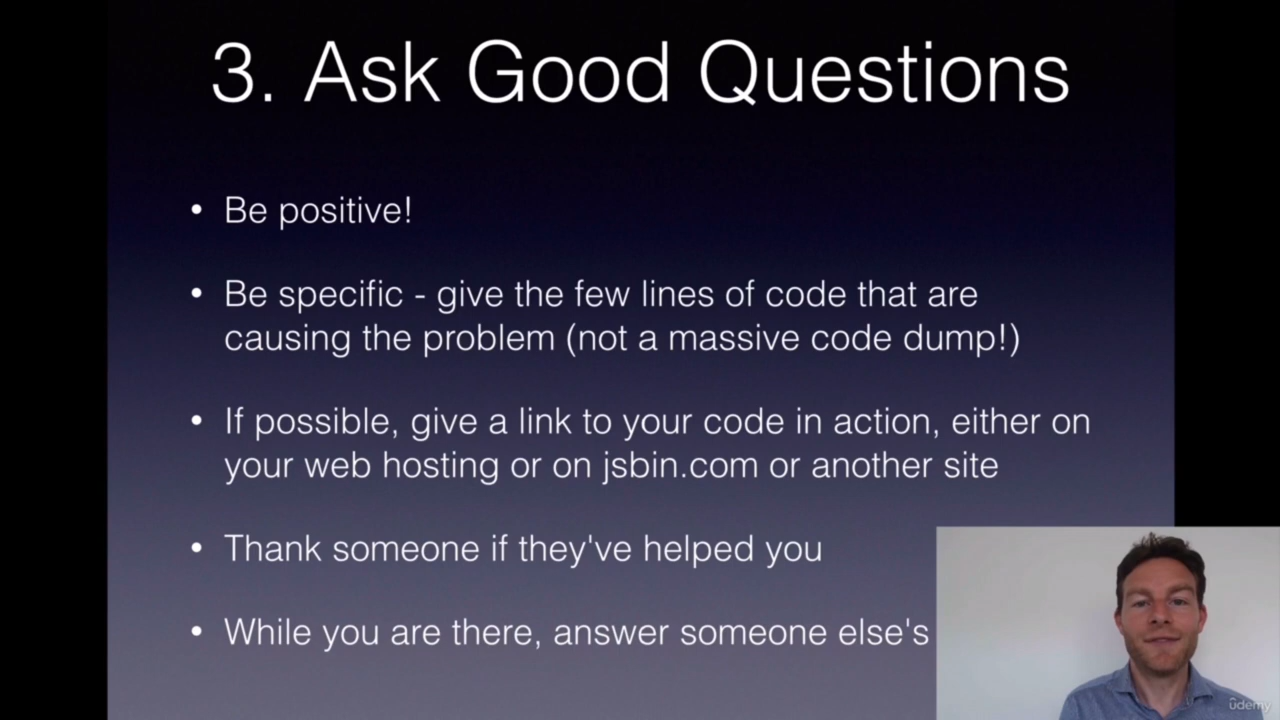 3. Ask Good Questions
• Be positive!
• Be specific - give the few lines of code that are
causing the problem (not a massive code dump!)
• If possible, give a link to your code in action, either on
your web hosting or on jsbin.com or another site
• Thank someone if they've helped you
• While you are there, answer someone else's
udemy